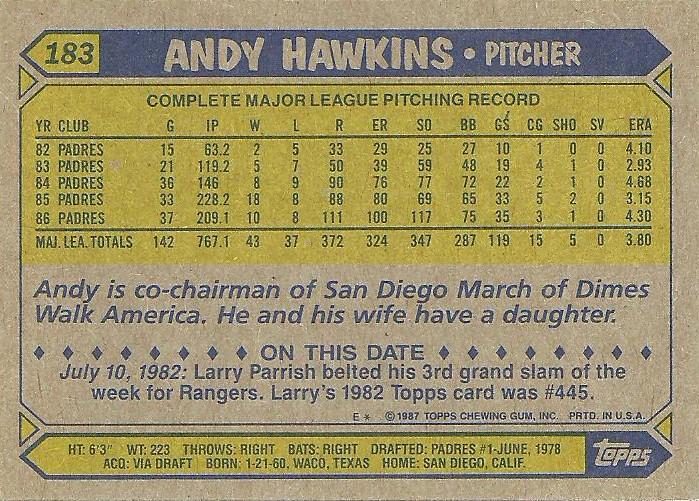 183 ANDY HAWKINS • PITCHER
COMPLETE MAJOR LEAGUE PITCHING RECORD
YR CLUB G IP W L R ER SO BB GS CG SHO SV ERA
82 PADRES 15 63.2 2 5 33 29 25 27 10 1 0 0 4.10
83 PADRES 21 119.2 5 7 50 39 59 48 19 4 1 0 2.93
84 PADRES 36 146 8 9 90 76 77 72 22 2 1 0 4.68
85 PADRES 33 228.2 18 8 88 80 69 65 33 5 2 0 3.15
86 PADRES 37 209.1 10 8 111 100 117 75 35 3 1 0 4.30
MAJ. LEA. TOTALS 142 767.1 43 37 372 324 347 287 119 15 5 0 3.80
Andy is co-chairman of San Diego March of Dimes
Walk America. He and his wife have a daughter.
♦ ♦ ♦ ♦ ♦ ♦ ♦ ♦ ON THIS DATE ♦ ♦ ♦ ♦ ♦ ♦ ♦ ♦
July 10, 1982: Larry Parrish belted his 3rd grand slam of the
week for Rangers. Larry's 1982 Topps card was #445.
E * © 1987 TOPPS CHEWING GUM, INC. PRTD. IN U.S.A.
HT: 6'3" WT: 223 THROWS: RIGHT BATS: RIGHT DRAFTED: PADRES #1-JUNE, 1978
ACQ: VIA DRAFT BORN: 1-21-60, WACO, TEXAS HOME: SAN DIEGO, CALIF.
TOPPS